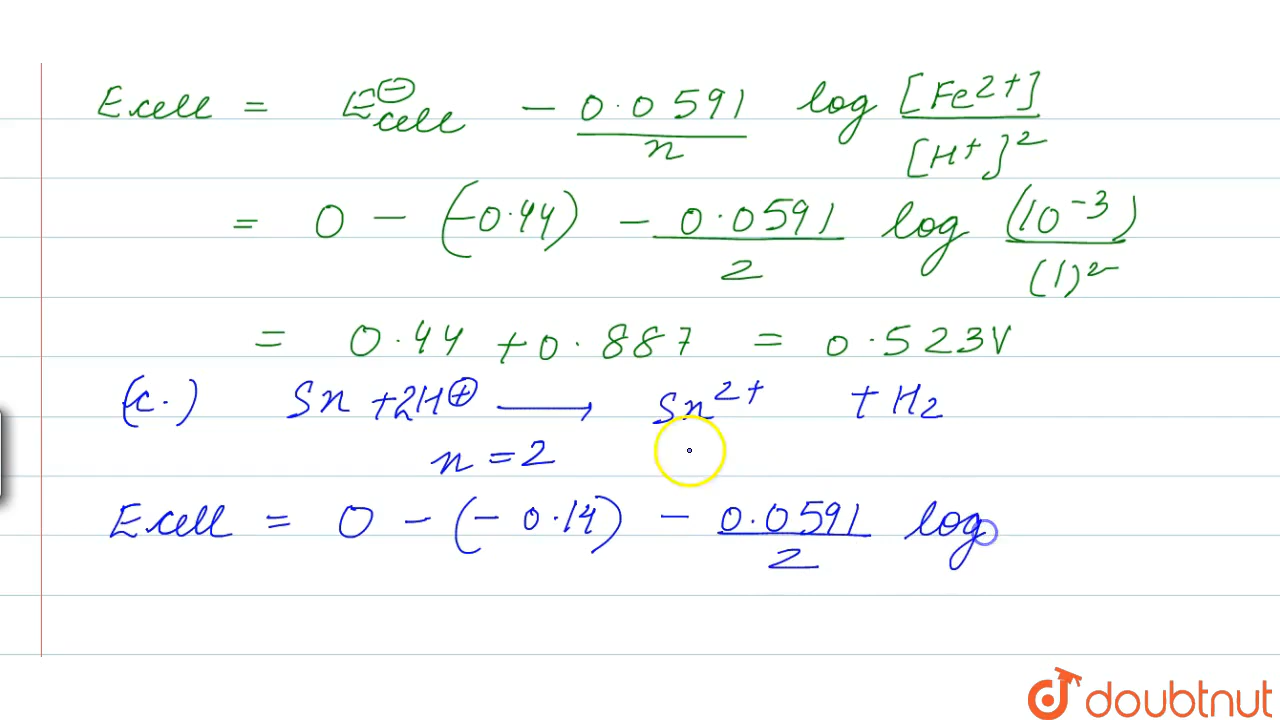 Ecell = E⊖cell − 0.0591/n log [Fe2+]/[H+]²
= 0 − (−0.44) − 0.0591/2 log (10⁻³)/(1)²
= 0.44 + 0.887 = 0.523V
(c.) Sn + 2H⊕ ⟶ Sn2+ + H2
n = 2
Ecell = 0 − (− 0.14) − 0.0591/2 log
doubtnut